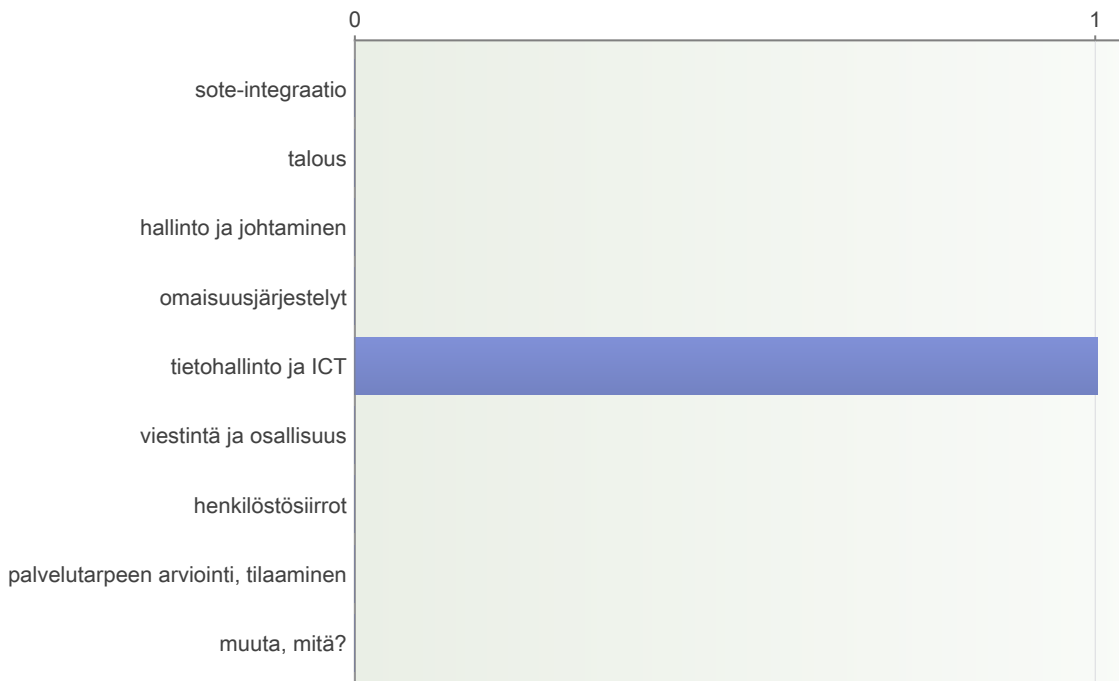 0 1
sote-integraatio
talous
hallinto ja johtaminen
omaisuusjärjestelyt
tietohallinto ja ICT
viestintä ja osallisuus
henkilöstösiirrot
palvelutarpeen arviointi, tilaaminen
muuta, mitä?